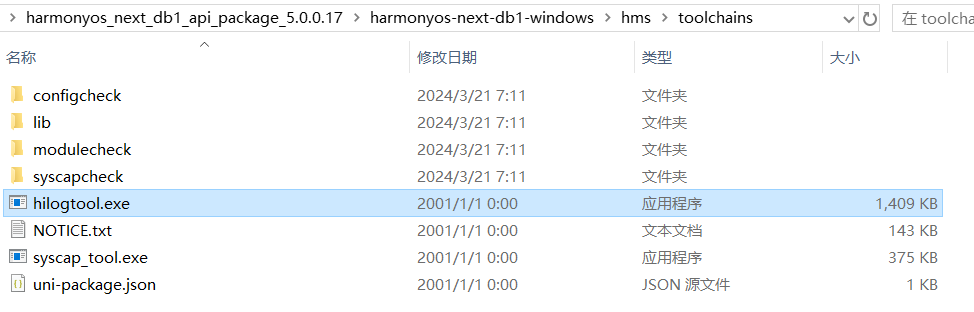 harmonyos_next_db1_api_package_5.0.0.17 > harmonyos-next-db1-windows > hms > toolchains 在 toolcha
名称 修改日期 类型 大小
configcheck 2024/3/21 7:11 文件夹
lib 2024/3/21 7:11 文件夹
modulecheck 2024/3/21 7:11 文件夹
syscapcheck 2024/3/21 7:11 文件夹
hilogtool.exe 2001/1/1 0:00 应用程序 1,409 KB
NOTICE.txt 2001/1/1 0:00 文本文档 143 KB
syscap_tool.exe 2001/1/1 0:00 应用程序 375 KB
uni-package.json 2001/1/1 0:00 JSON 源文件 1 KB